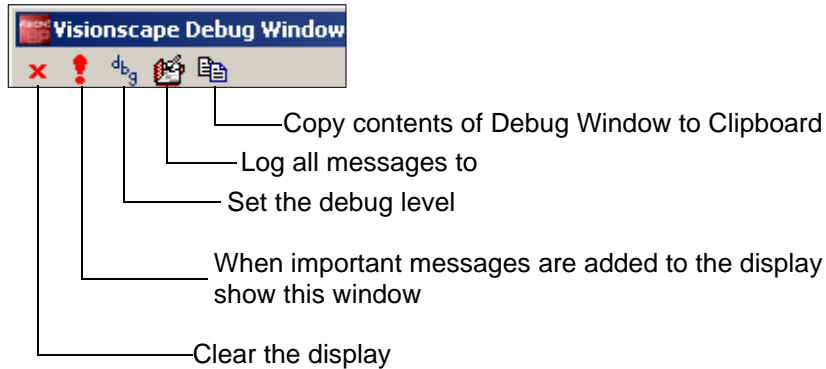 Visionscape Debug Window
dbg
Copy contents of Debug Window to Clipboard
Log all messages to
Set the debug level
When important messages are added to the display
show this window
Clear the display